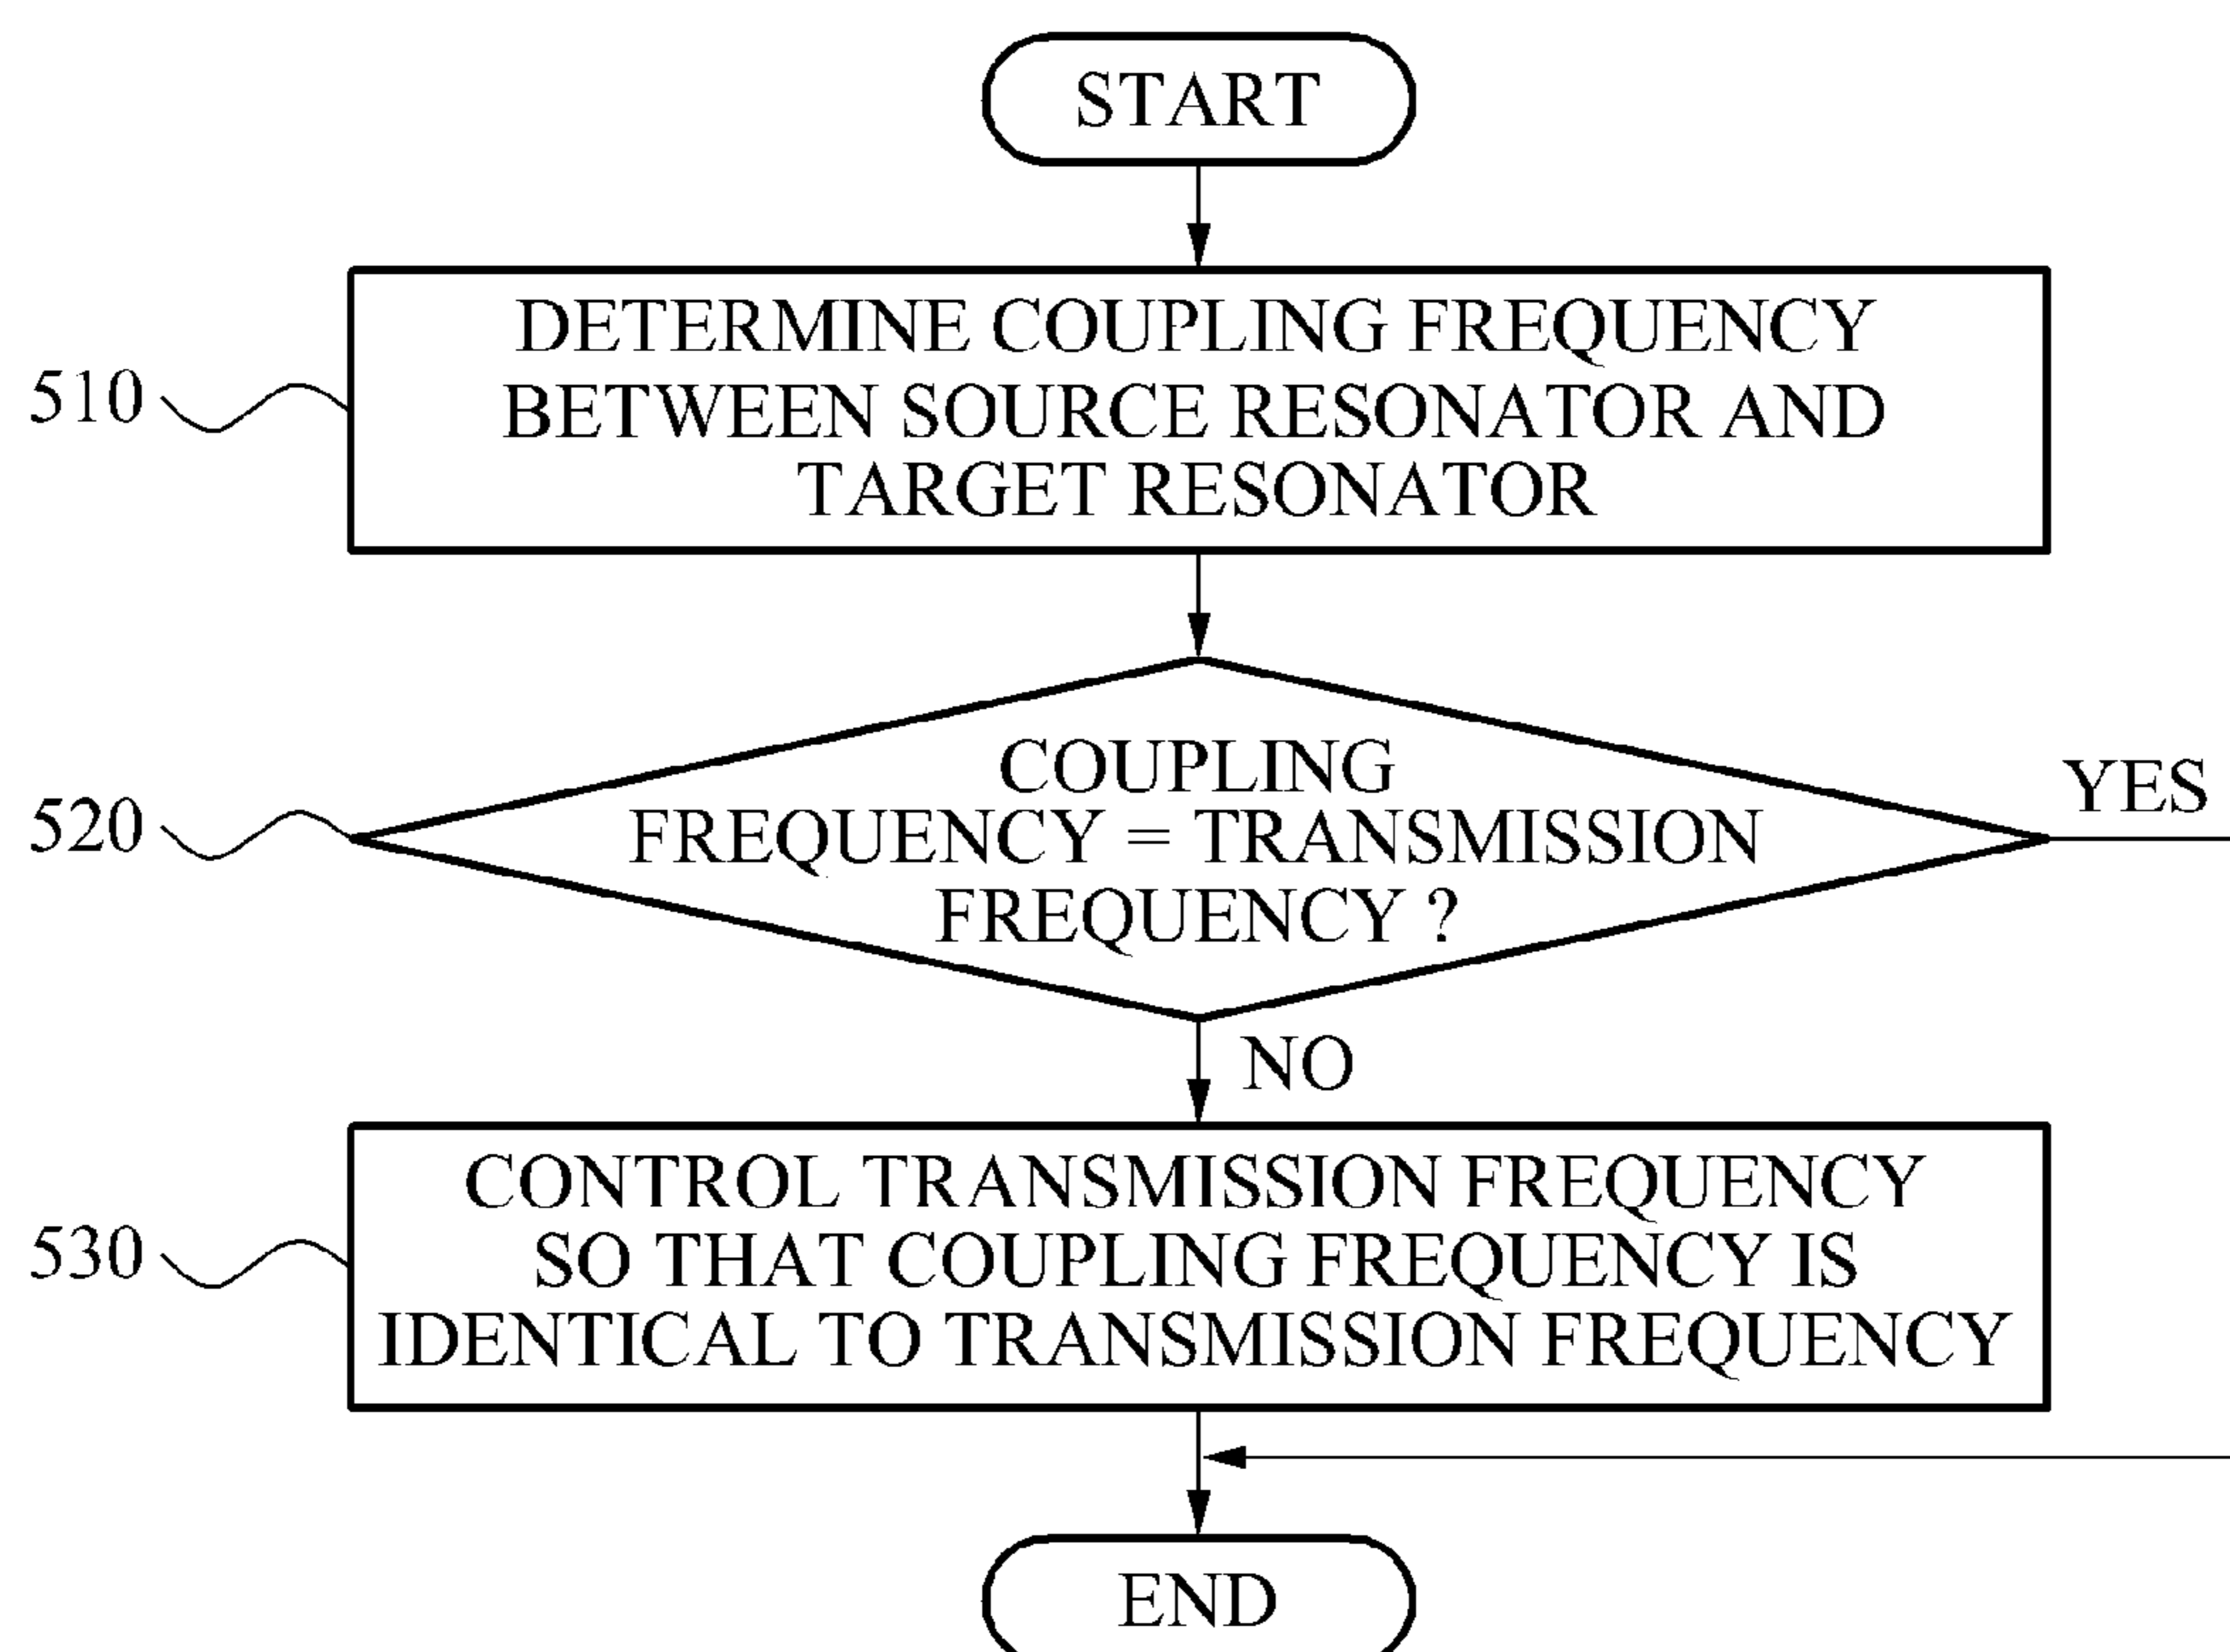 START
510
DETERMINE COUPLING FREQUENCY
BETWEEN SOURCE RESONATOR AND
TARGET RESONATOR
520
COUPLING
FREQUENCY = TRANSMISSION
FREQUENCY ?
YES
NO
530
CONTROL TRANSMISSION FREQUENCY
SO THAT COUPLING FREQUENCY IS
IDENTICAL TO TRANSMISSION FREQUENCY
END